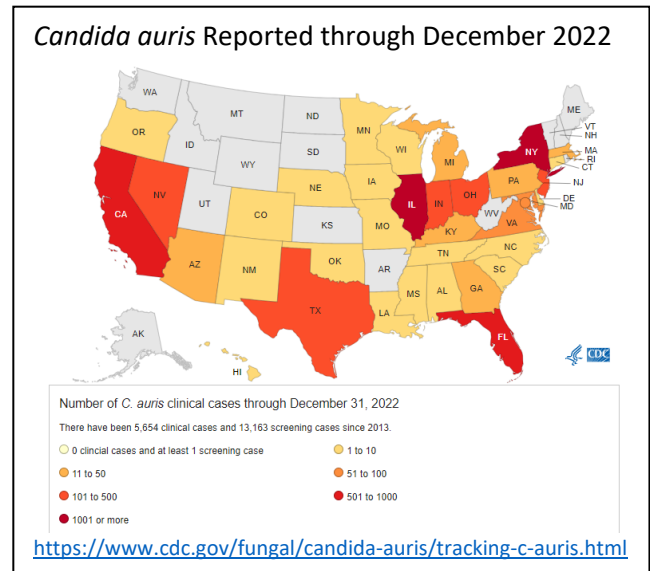 Candida auris Reported through December 2022
WA
MT
ND
MN
ME
VT
NH
OR
ID
SD
WI
MI
NY
MA
RI
CT
WY
IA
PA
NJ
NE
IL
IN
OH
DE
MD
NV
UT
CO
KS
MO
KY
WV
VA
CA
OK
AR
TN
NC
AZ
NM
MS
AL
GA
SC
TX
LA
FL
AK
HI
CDC
Number of C. auris clinical cases through December 31, 2022
There have been 5,654 clinical cases and 13,163 screening cases since 2013.
0 clincial cases and at least 1 screening case
1 to 10
11 to 50
51 to 100
101 to 500
501 to 1000
1001 or more
https://www.cdc.gov/fungal/candida-auris/tracking-c-auris.html